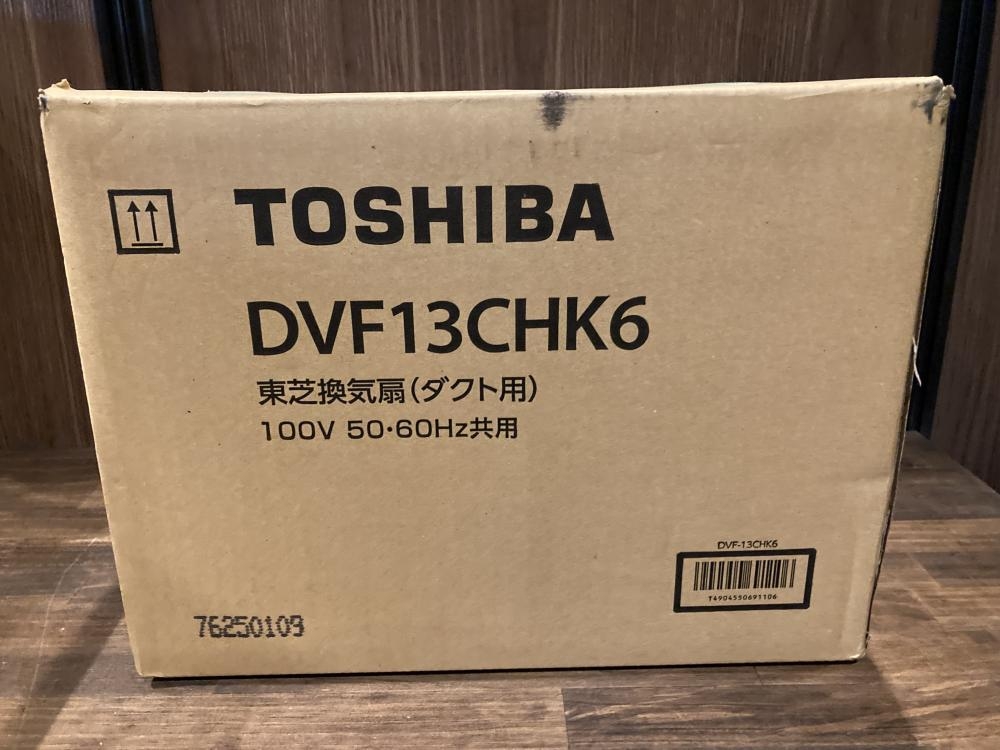 TOSHIBA
DVF13CHK6
東芝換気扇(ダクト用)
100V 50・60Hz共用
DVF-13CHK6
T4904550691106
76250109